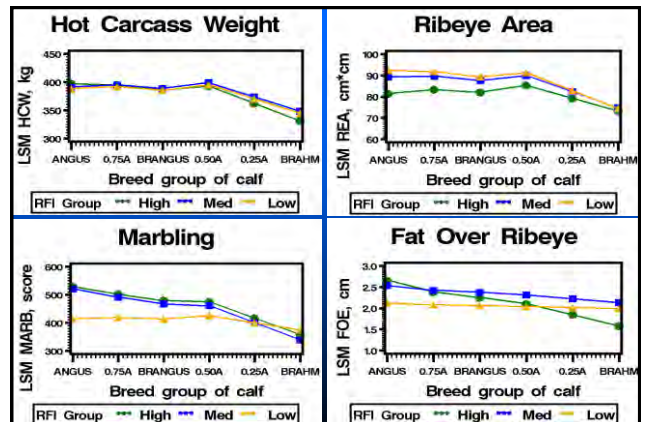 Hot Carcass Weight
LSM HCW, kg
450
400
350
300
ANGUS 0.75A BRANGUS 0.50A 0.25A BRAHM
Breed group of calf
RFI Group High Med Low
Ribeye Area
LSM REA, cm*cm
100
90
80
70
60
ANGUS 0.75A BRANGUS 0.50A 0.25A BRAHM
Breed group of calf
RFI Group High Med Low
Marbling
LSM MARB, score
600
500
400
300
ANGUS 0.75A BRANGUS 0.50A 0.25A BRAHM
Breed group of calf
RFI Group High Med Low
Fat Over Ribeye
LSM FOE, cm
3.0
2.5
2.0
1.5
1.0
ANGUS 0.75A BRANGUS 0.50A 0.25A BRAHM
Breed group of calf
RFI Group High Med Low